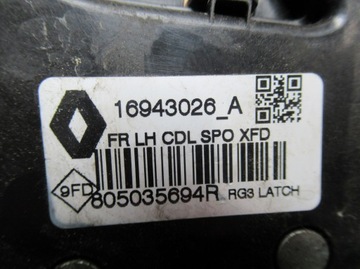 16943026_A
FR LH CDL SPO XFD
9FD
805035694R RG3 LATCH